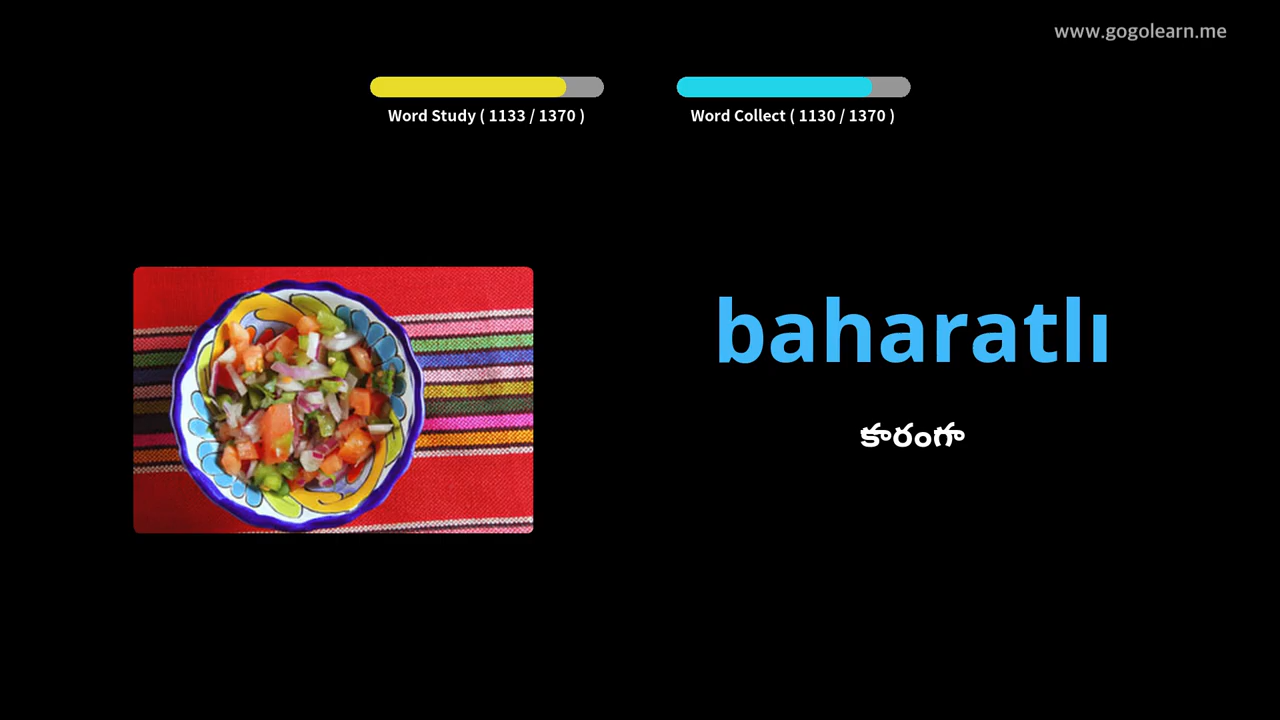 www.gogolearn.me
Word Study ( 1133 / 1370 )
Word Collect ( 1130 / 1370 )
baharatlı
కారంగా